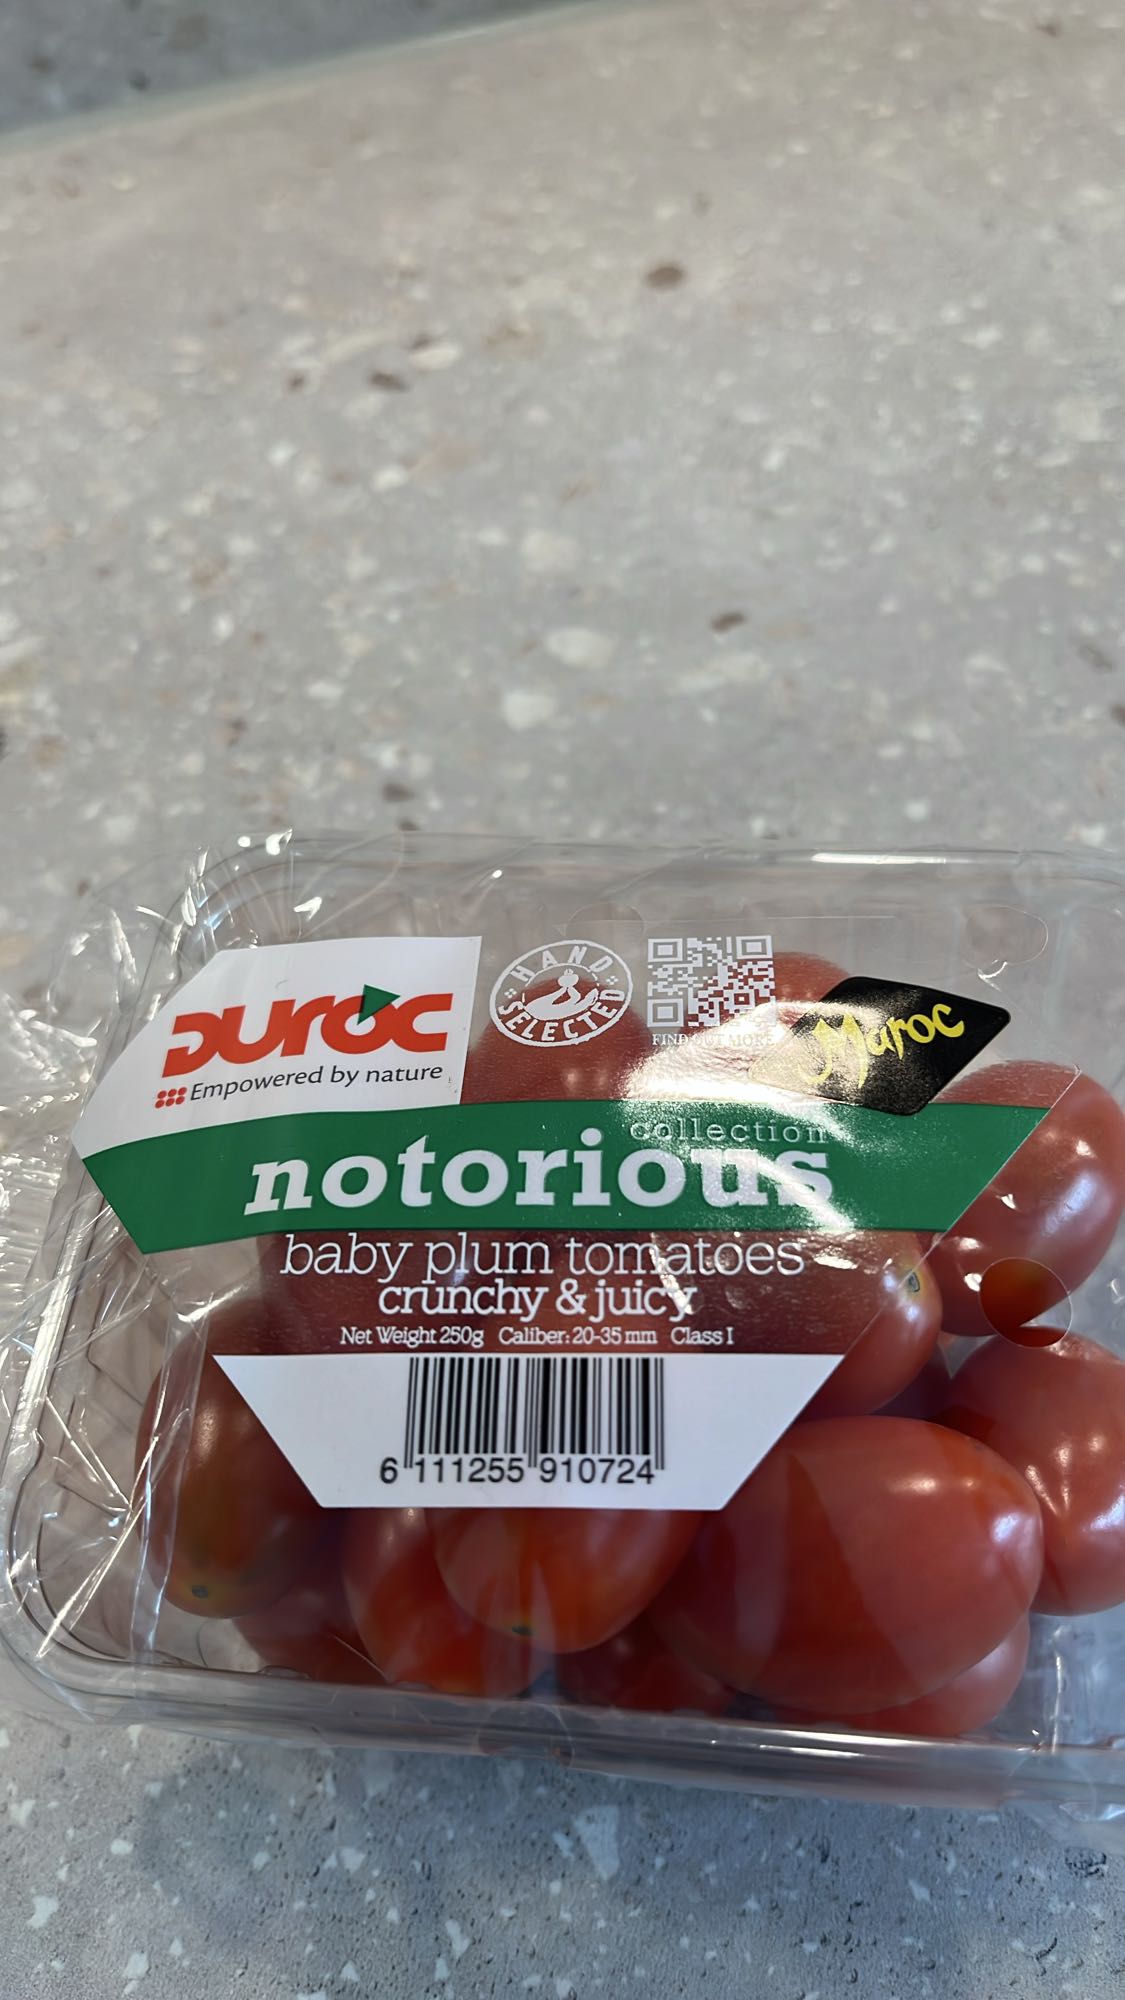 Duroc
Empowered by nature
HAND SELECTED
FIND OUT MORE
Maroc
collection
notorious
baby plum tomatoes
crunchy & juicy
Net Weight 250g Caliber: 20-35 mm Class I
6 111255 910724